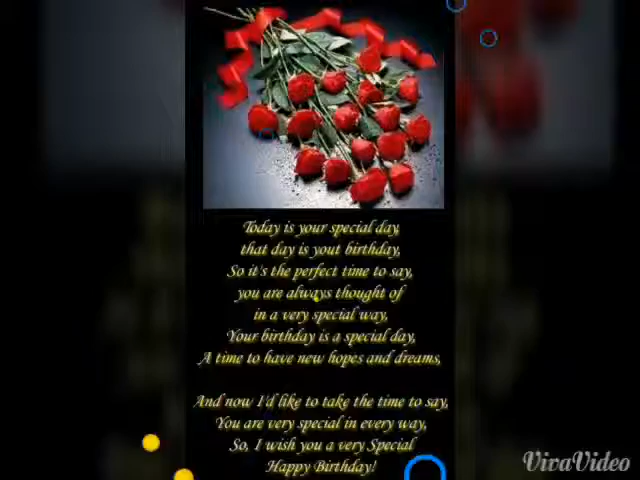 Today is your special day,
that day is yout birthday,
So it's the perfect time to say,
you are always thought of
in a very special way,
Your birthday is a special day,
A time to have new hopes and dreams,
And now I'd like to take the time to say,
You are very special in every way,
So, I wish you a very Special
Happy Birthday!
VivaVideo